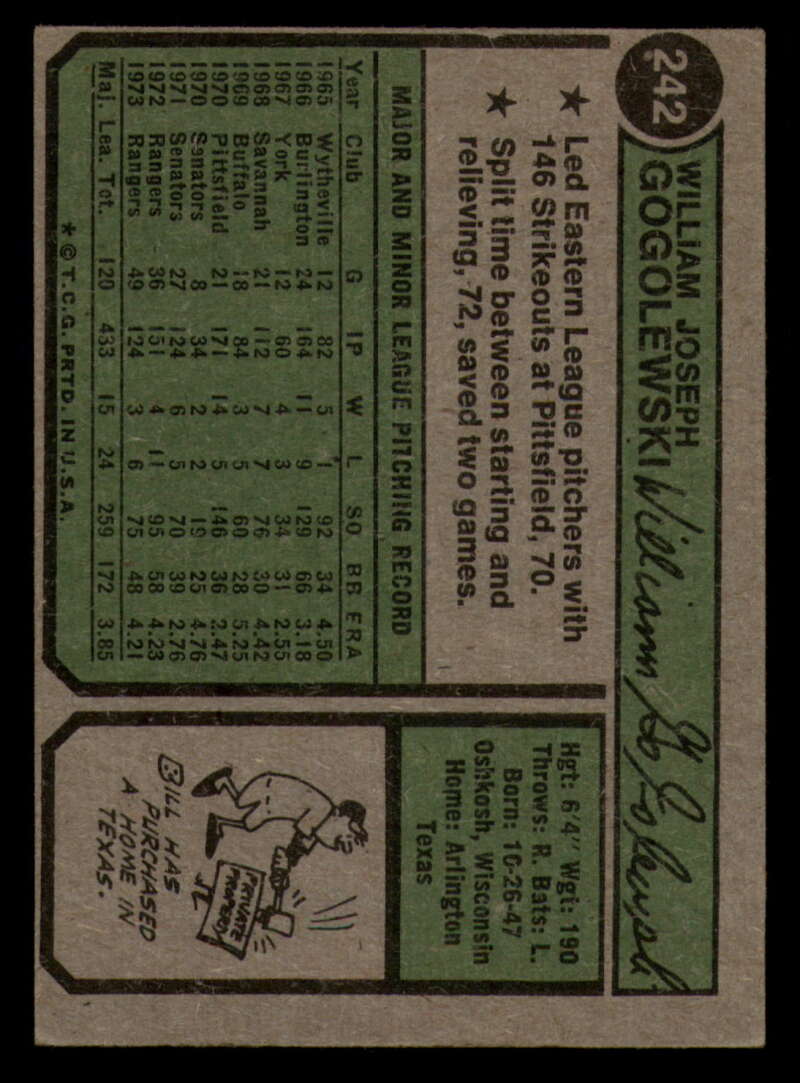 242
WILLIAM JOSEPH
GOGOLEWSKI
William J Gogolewski
★ Led Eastern League pitchers with
146 Strikeouts at Pittsfield, 70.
★ Split time between starting and
relieving, 72, saved two games.
MAJOR AND MINOR LEAGUE PITCHING RECORD
Year Club G IP W L SO BB ERA
1965 Wytheville 12 82 5 1 92 34 4.50
1966 Burlington 24 164 11 9 129 66 3.18
1967 York 12 60 4 3 34 31 2.55
1968 Savannah 21 112 7 7 76 30 4.42
1969 Buffalo 18 84 3 5 60 28 5.25
1970 Pittsfield 21 171 14 5 146 36 2.47
1970 Senators 8 34 2 2 19 25 4.76
1971 Senators 27 124 6 5 70 39 2.76
1972 Rangers 36 151 4 11 95 58 4.23
1973 Rangers 49 124 3 6 75 48 4.21
Maj. Lea. Tot. 120 433 15 24 259 172 3.85
* © T.C.G. PRTD. IN U.S.A.
Hgt: 6'4" Wgt: 190
Throws: R. Bats: L.
Born: 10-26-47
Oshkosh, Wisconsin
Home: Arlington
Texas
PRIVATE
PROPERTY
BILL HAS
PURCHASED
A HOME IN
TEXAS.